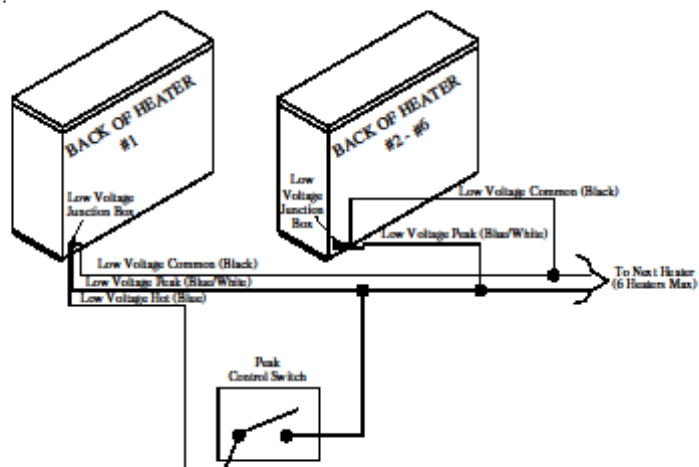 BACK OF HEATER
#1
BACK OF HEATER
#2 - #6
Low Voltage
Junction Box
Low
Voltage
Junction
Box
Low Voltage Common (Black)
Low Voltage Peak (Blue/White)
Low Voltage Common (Black)
Low Voltage Peak (Blue/White)
Low Voltage Hot (Blue)
To Next Heater
(6 Heaters Max)
Peak
Control Switch